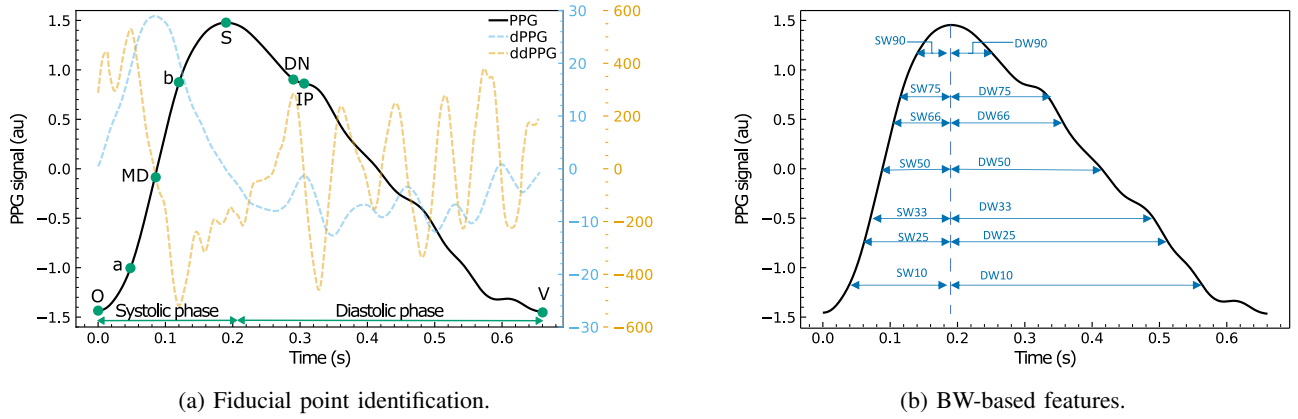 PPG
dPPG
ddPPG
S
DN
IP
b
MD
a
O
V
Systolic phase
Diastolic phase
1.5
1.0
0.5
0.0
−0.5
−1.0
−1.5
PPG signal (au)
0.0 0.1 0.2 0.3 0.4 0.5 0.6
Time (s)
30
20
10
0
−10
−20
−30
600
400
200
0
−200
−400
−600
(a) Fiducial point identification.
1.5
1.0
0.5
0.0
−0.5
−1.0
−1.5
PPG signal (au)
SW90 DW90
SW75 DW75
SW66 DW66
SW50 DW50
SW33 DW33
SW25 DW25
SW10 DW10
0.0 0.1 0.2 0.3 0.4 0.5 0.6
Time (s)
(b) BW-based features.